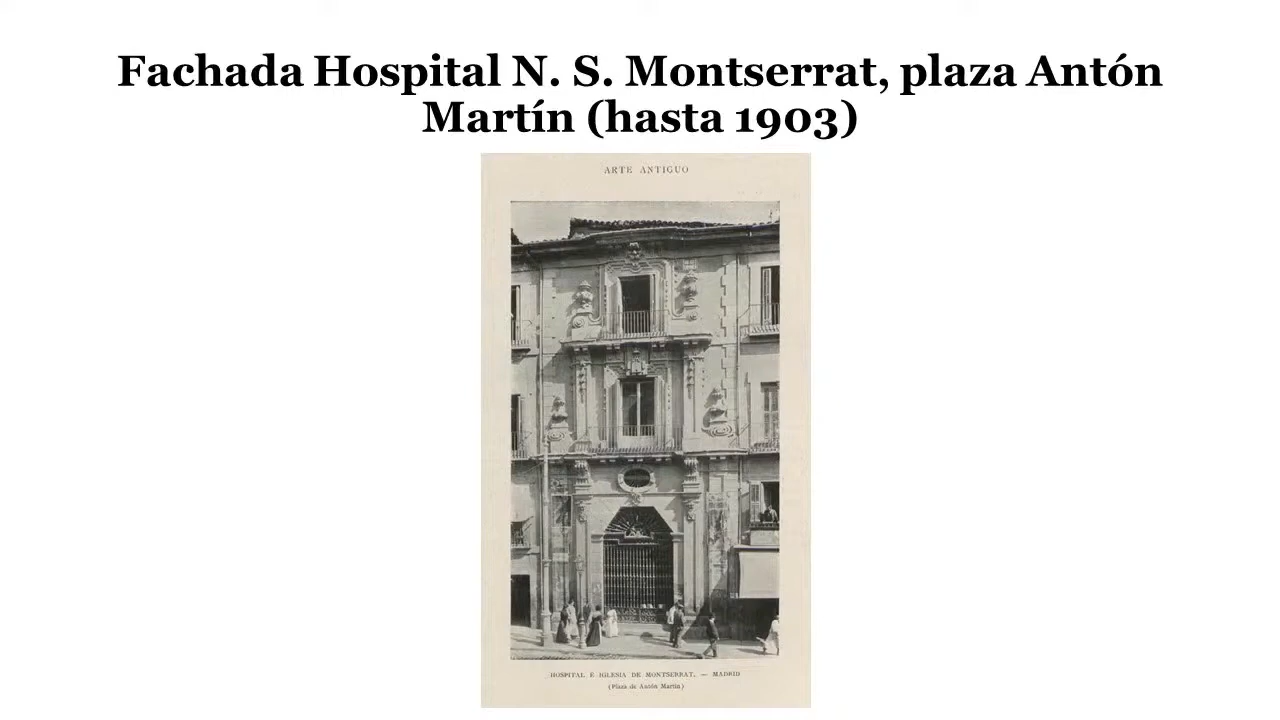 Fachada Hospital N. S. Montserrat, plaza Antón
Martín (hasta 1903)
ARTE ANTIGUO
HOSPITAL É IGLESIA DE MONTSERRAT. — MADRID
(Plaza de Antón Martín)